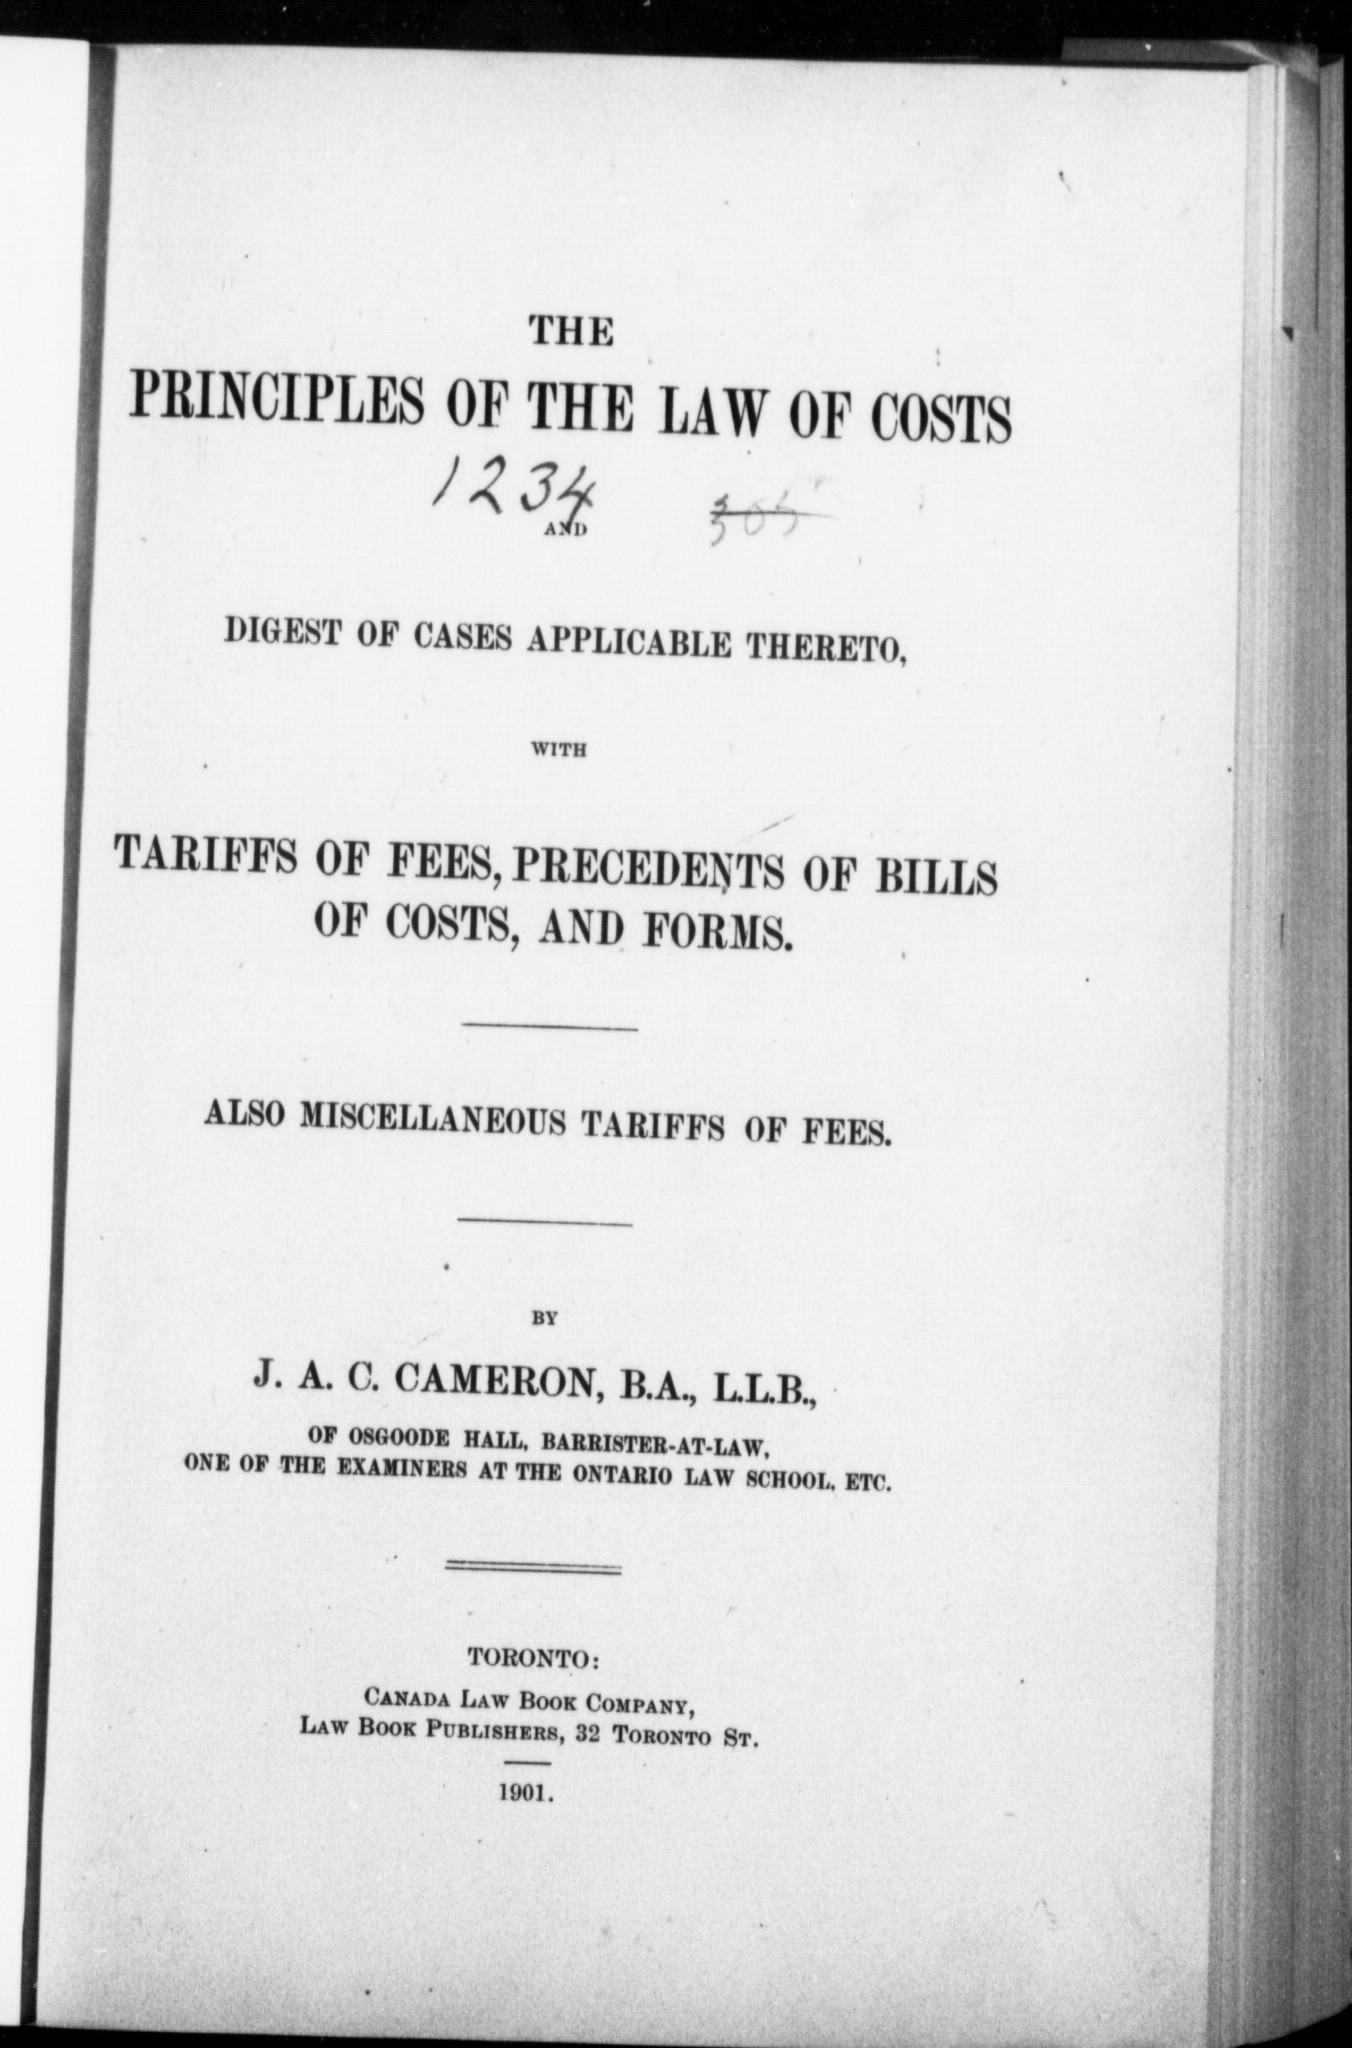 THE
PRINCIPLES OF THE LAW OF COSTS
1234
305
AND
DIGEST OF CASES APPLICABLE THERETO,
WITH
TARIFFS OF FEES, PRECEDENTS OF BILLS
OF COSTS, AND FORMS.
ALSO MISCELLANEOUS TARIFFS OF FEES.
BY
J. A. C. CAMERON, B.A., L.L.B.,
OF OSGOODE HALL, BARRISTER-AT-LAW,
ONE OF THE EXAMINERS AT THE ONTARIO LAW SCHOOL, ETC.
TORONTO:
CANADA LAW BOOK COMPANY,
LAW BOOK PUBLISHERS, 32 TORONTO ST.
1901.